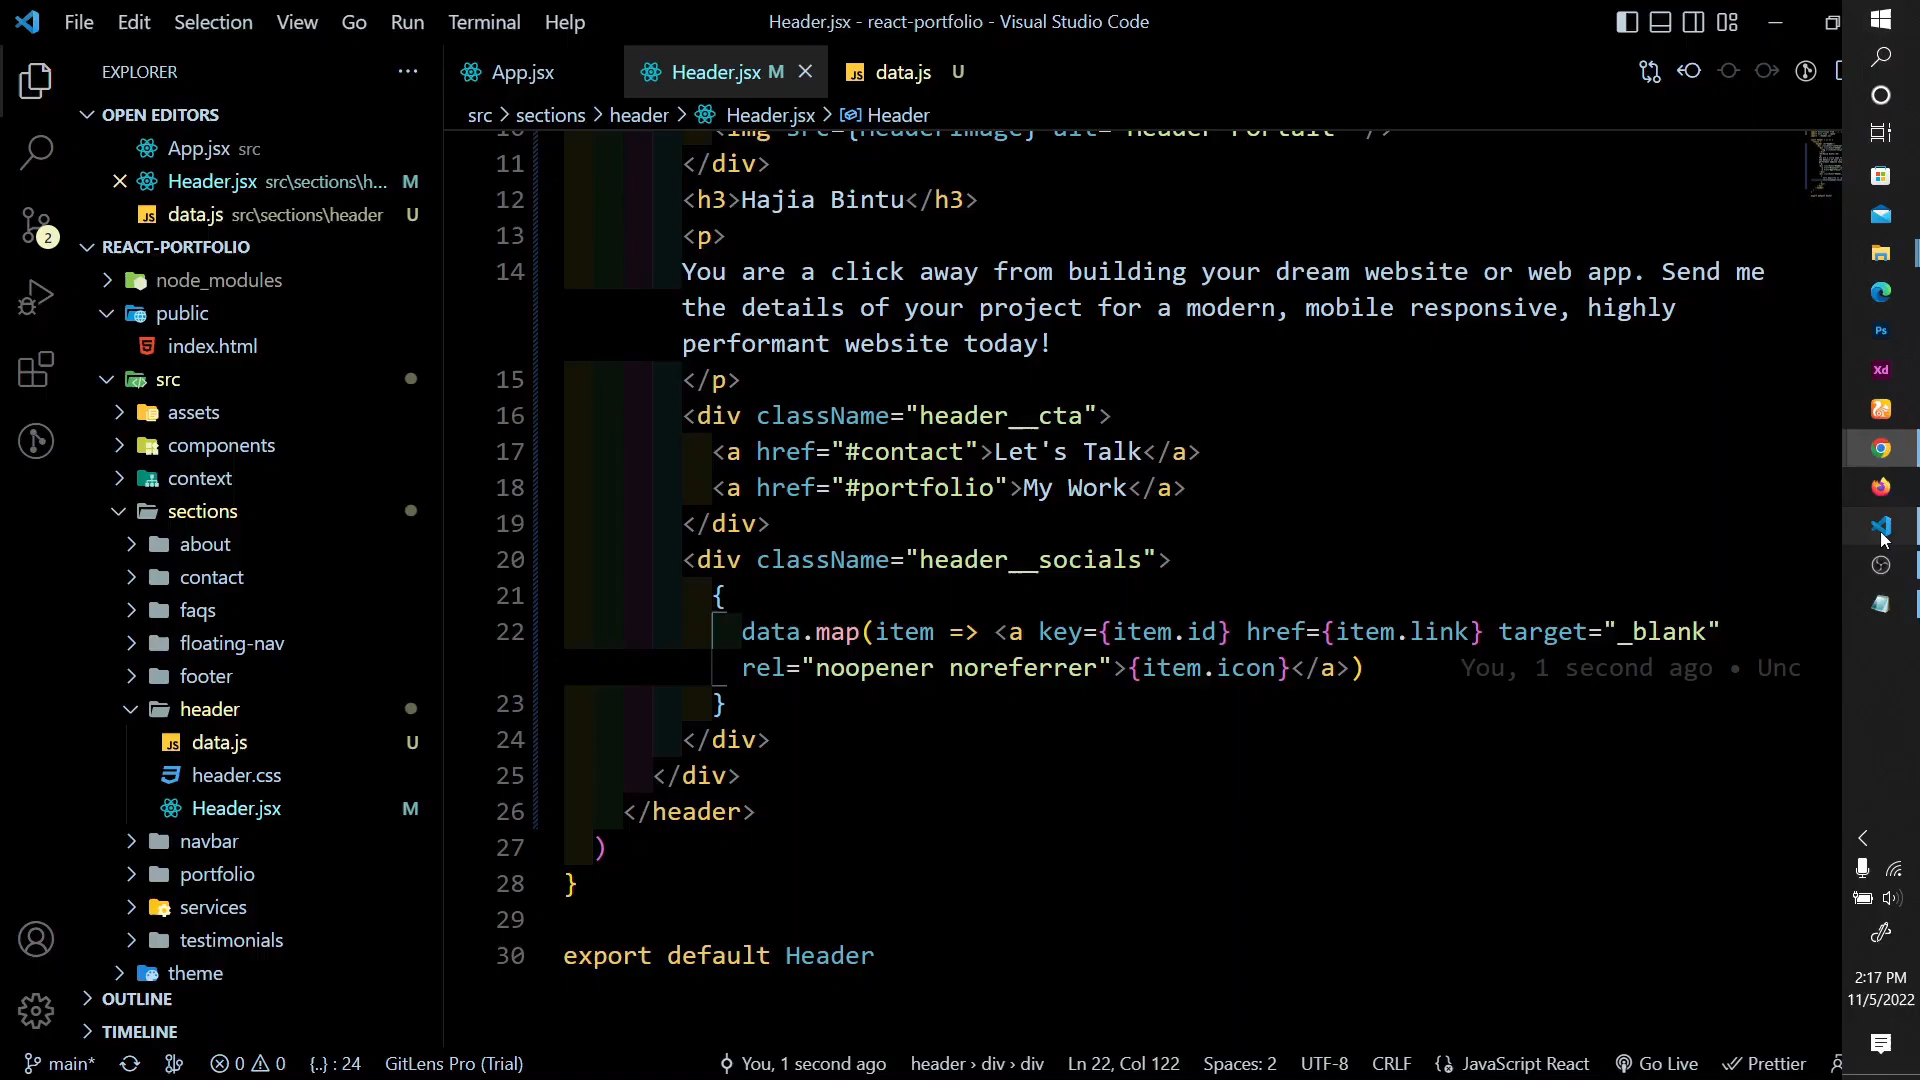 File Edit Selection View Go Run Terminal Help
Header.jsx - react-portfolio - Visual Studio Code
EXPLORER
OPEN EDITORS
App.jsx src
Header.jsx src\sections\h... M
data.js src\sections\header U
2
REACT-PORTFOLIO
node_modules
public
index.html
src
assets
components
context
sections
about
contact
faqs
floating-nav
footer
header
data.js U
header.css
Header.jsx M
navbar
portfolio
services
testimonials
theme
OUTLINE
TIMELINE
App.jsx Header.jsx M data.js U
src > sections > header > Header.jsx > Header
10 <img src={HeaderImage} alt="Header Portait" />
11 </div>
12 <h3>Hajia Bintu</h3>
13 <p>
14 You are a click away from building your dream website or web app. Send me
the details of your project for a modern, mobile responsive, highly
performant website today!
15 </p>
16 <div className="header__cta">
17 <a href="#contact">Let's Talk</a>
18 <a href="#portfolio">My Work</a>
19 </div>
20 <div className="header__socials">
21 {
22 data.map(item => <a key={item.id} href={item.link} target="_blank"
rel="noopener noreferrer">{item.icon}</a>) You, 1 second ago • Unc
23 }
24 </div>
25 </div>
26 </header>
27 )
28 }
29
30 export default Header
Ps
Xd
2:17 PM
11/5/2022
main* 0 0 {..} : 24 GitLens Pro (Trial) You, 1 second ago header › div › div Ln 22, Col 122 Spaces: 2 UTF-8 CRLF JavaScript React Go Live Prettier